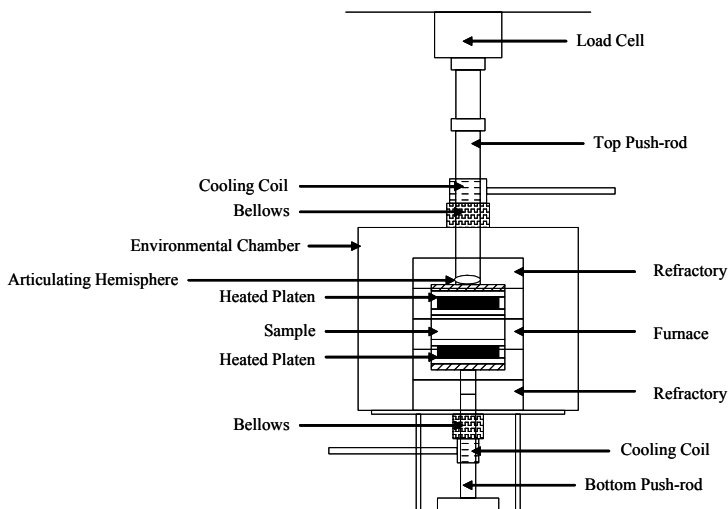 Load Cell
Top Push-rod
Cooling Coil
Bellows
Environmental Chamber
Articulating Hemisphere
Refractory
Heated Platen
Sample
Furnace
Heated Platen
Refractory
Bellows
Cooling Coil
Bottom Push-rod